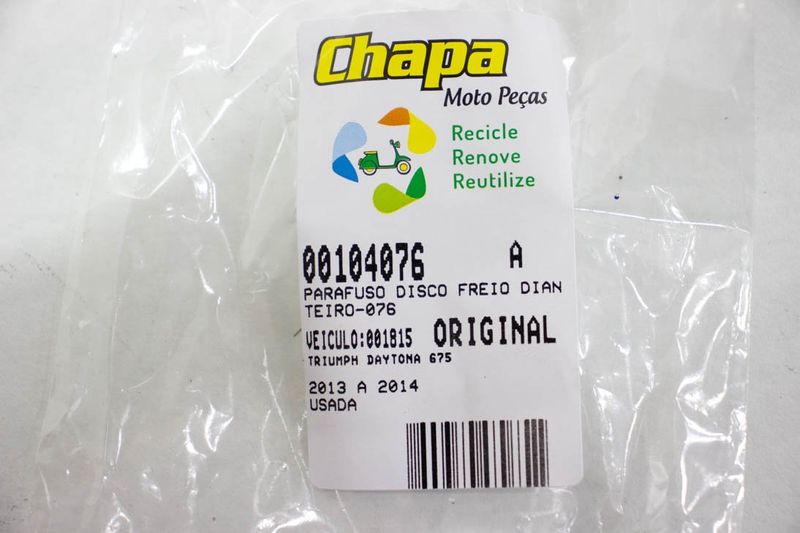 Chapa
Moto Peças
Recicle
Renove
Reutilize
00104076 A
PARAFUSO DISCO FREIO DIAN
TEIRO-076
VEICULO:001815 ORIGINAL
TRIUMPH DAYTONA 675
2013 A 2014
USADA